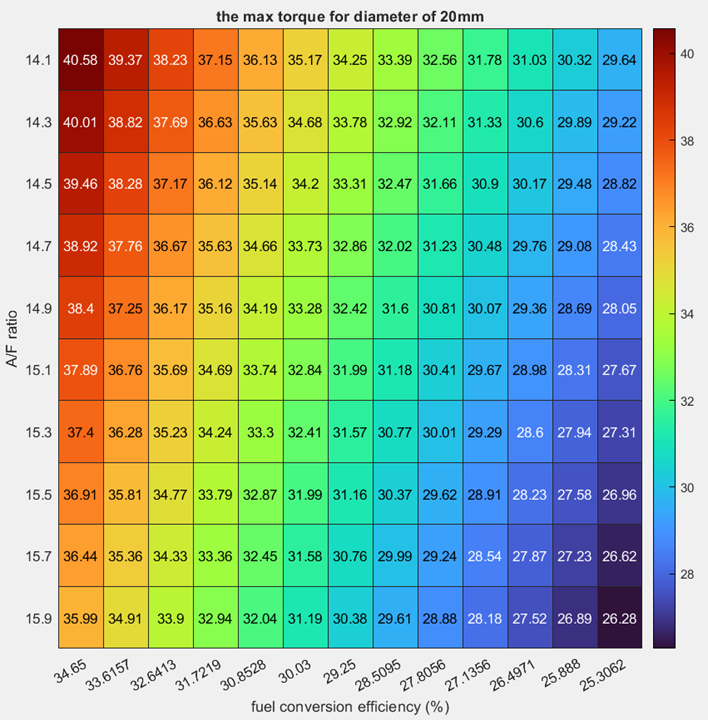 the max torque for diameter of 20mm
14.1 40.58 39.37 38.23 37.15 36.13 35.17 34.25 33.39 32.56 31.78 31.03 30.32 29.64
14.3 40.01 38.82 37.69 36.63 35.63 34.68 33.78 32.92 32.11 31.33 30.6 29.89 29.22
14.5 39.46 38.28 37.17 36.12 35.14 34.2 33.31 32.47 31.66 30.9 30.17 29.48 28.82
14.7 38.92 37.76 36.67 35.63 34.66 33.73 32.86 32.02 31.23 30.48 29.76 29.08 28.43
14.9 38.4 37.25 36.17 35.16 34.19 33.28 32.42 31.6 30.81 30.07 29.36 28.69 28.05
15.1 37.89 36.76 35.69 34.69 33.74 32.84 31.99 31.18 30.41 29.67 28.98 28.31 27.67
15.3 37.4 36.28 35.23 34.24 33.3 32.41 31.57 30.77 30.01 29.29 28.6 27.94 27.31
15.5 36.91 35.81 34.77 33.79 32.87 31.99 31.16 30.37 29.62 28.91 28.23 27.58 26.96
15.7 36.44 35.36 34.33 33.36 32.45 31.58 30.76 29.99 29.24 28.54 27.87 27.23 26.62
15.9 35.99 34.91 33.9 32.94 32.04 31.19 30.38 29.61 28.88 28.18 27.52 26.89 26.28
34.65 33.6157 32.6413 31.7219 30.8528 30.03 29.25 28.5095 27.8056 27.1356 26.4971 25.888 25.3062
fuel conversion efficiency (%)
A/F ratio
40
38
36
34
32
30
28